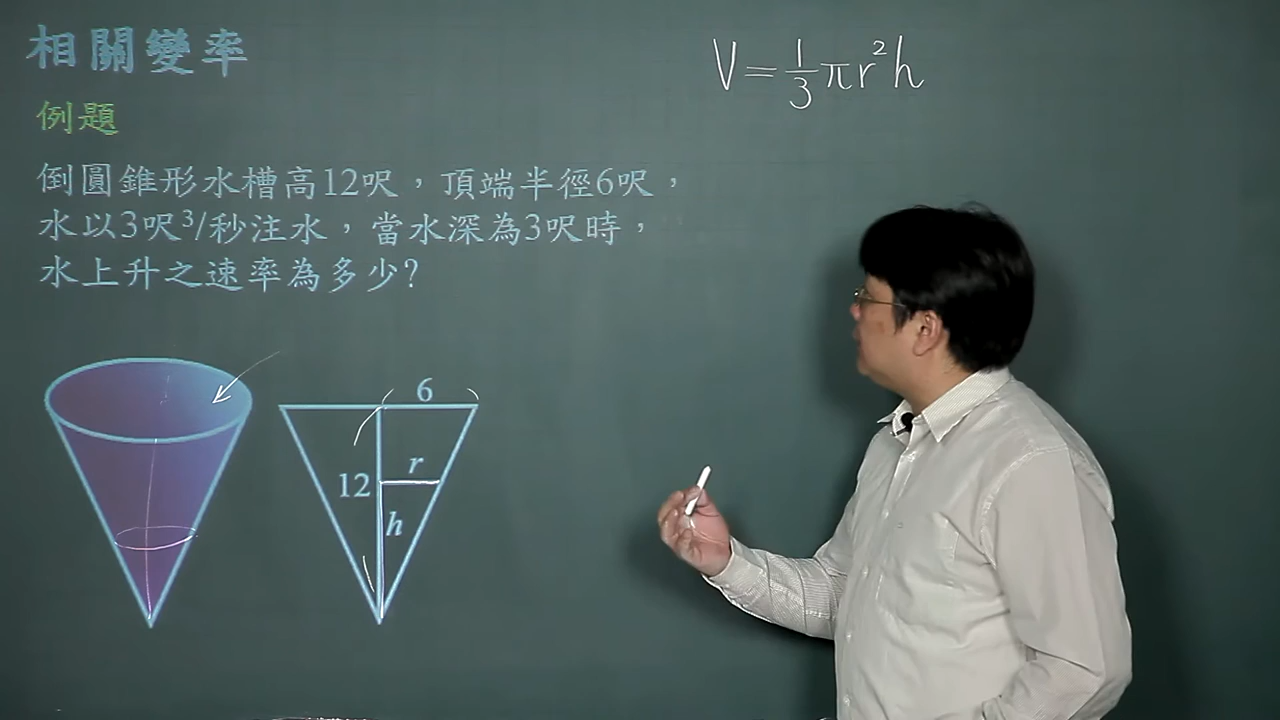 相關變率
V=⅓πr²h
例題
倒圓錐形水槽高12呎，頂端半徑6呎，
水以3呎³/秒注水，當水深為3呎時，
水上升之速率為多少?
6
r
12
h